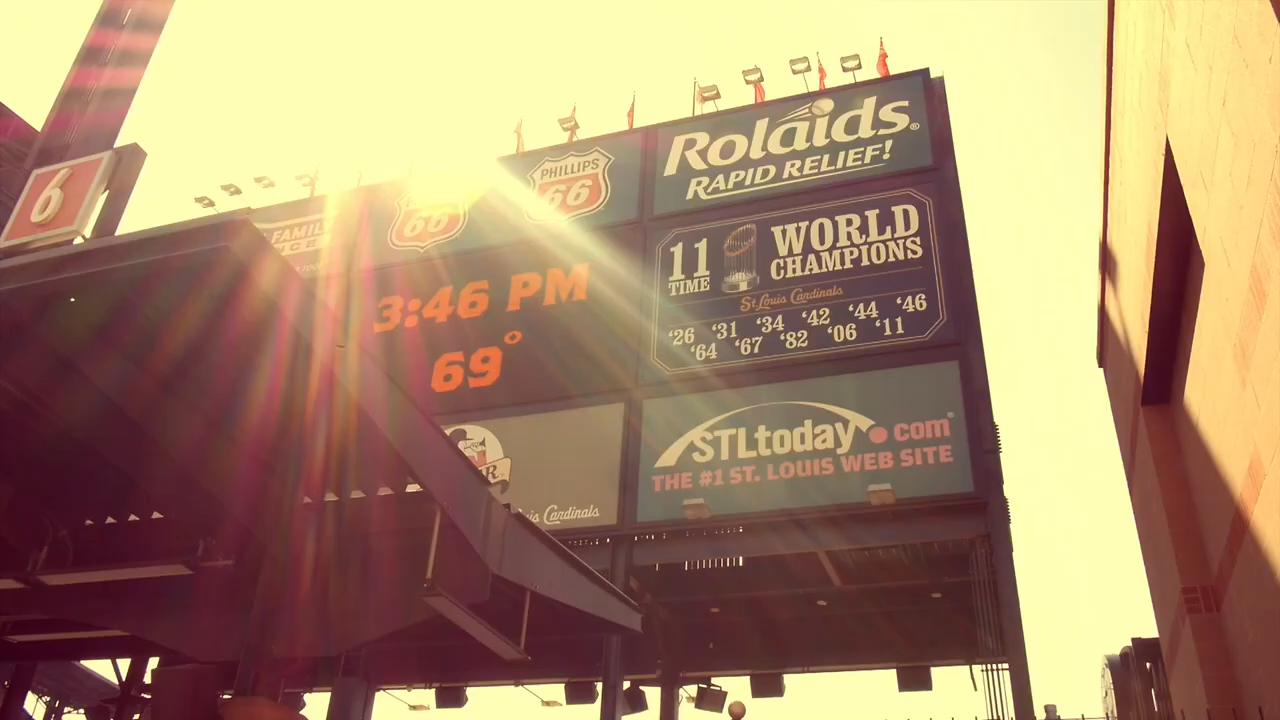 6
Rolaids®
RAPID RELIEF!
PHILLIPS
66
66
3:46 PM
69°
11
TIME
WORLD
CHAMPIONS
St. Louis Cardinals
'26 '31 '34 '42 '44 '46
'64 '67 '82 '06 '11
STLtoday.com
THE #1 ST. LOUIS WEB SITE
Cardinals